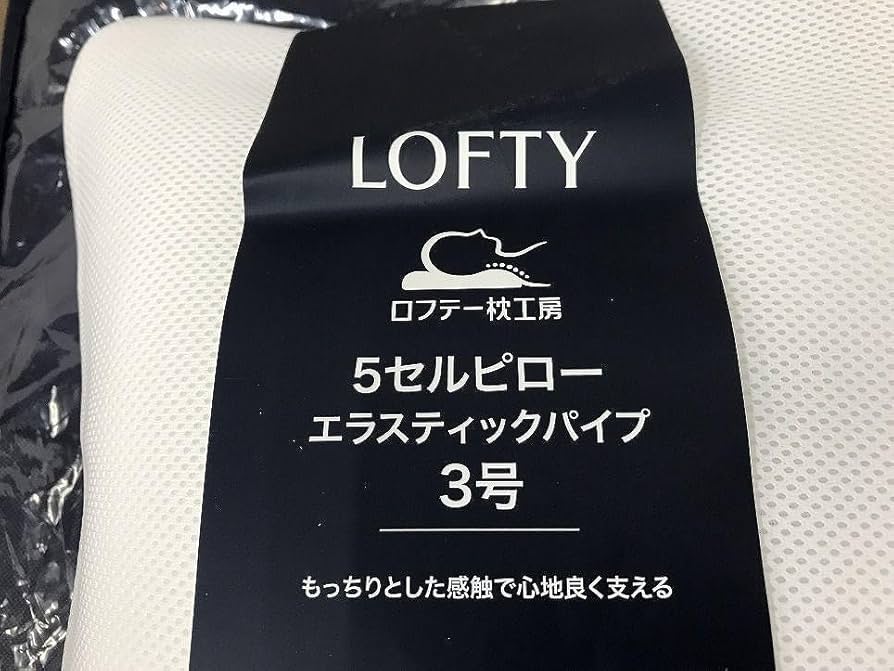 LOFTY
ロフテー枕工房
5セルピロー
エラスティックパイプ
3号
もっちりとした感触で心地良く支える